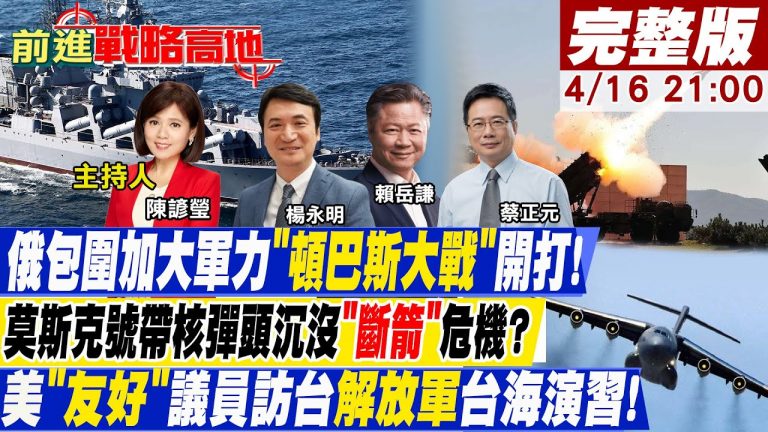 前進戰略高地
完整版
4/16 21:00
主持人
陳諺瑩
楊永明
賴岳謙
蔡正元
俄包圍加大軍力"頓巴斯大戰"開打!
莫斯克號帶核彈頭沉沒"斷箭"危機?
美"友好"議員訪台解放軍台海演習!